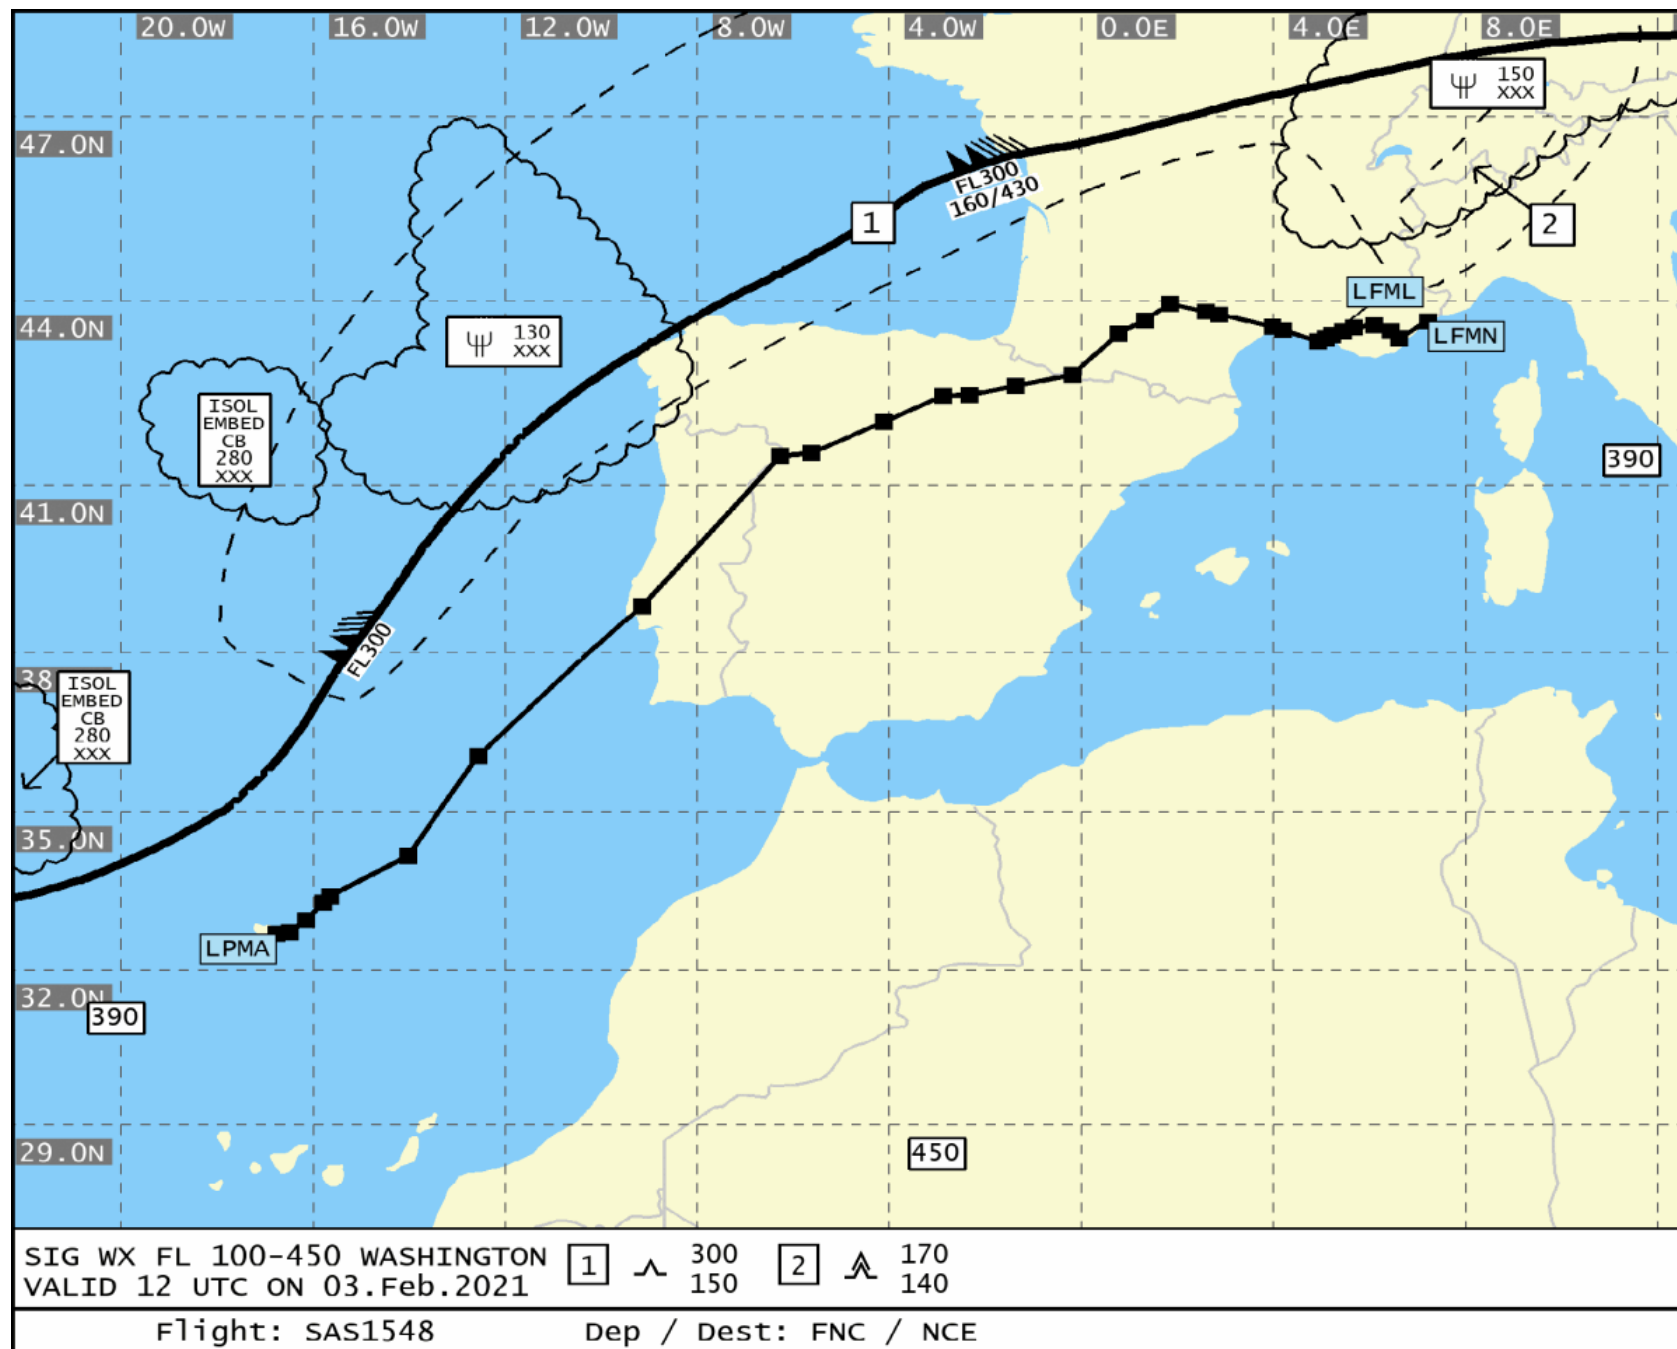 20.0W 16.0W 12.0W 8.0W 4.0W 0.0E 4.0E 8.0E
150
XXX
47.0N
FL300
160/430
1
2
LFML
44.0N
130
XXX
LFMN
ISOL
EMBED
CB
280
XXX
390
41.0N
FL300
38
ISOL
EMBED
CB
280
XXX
35.0N
LPMA
32.0N
390
29.0N
450
SIG WX FL 100-450 WASHINGTON
VALID 12 UTC ON 03.Feb.2021
1 300
150
2 170
140
Flight: SAS1548 Dep / Dest: FNC / NCE